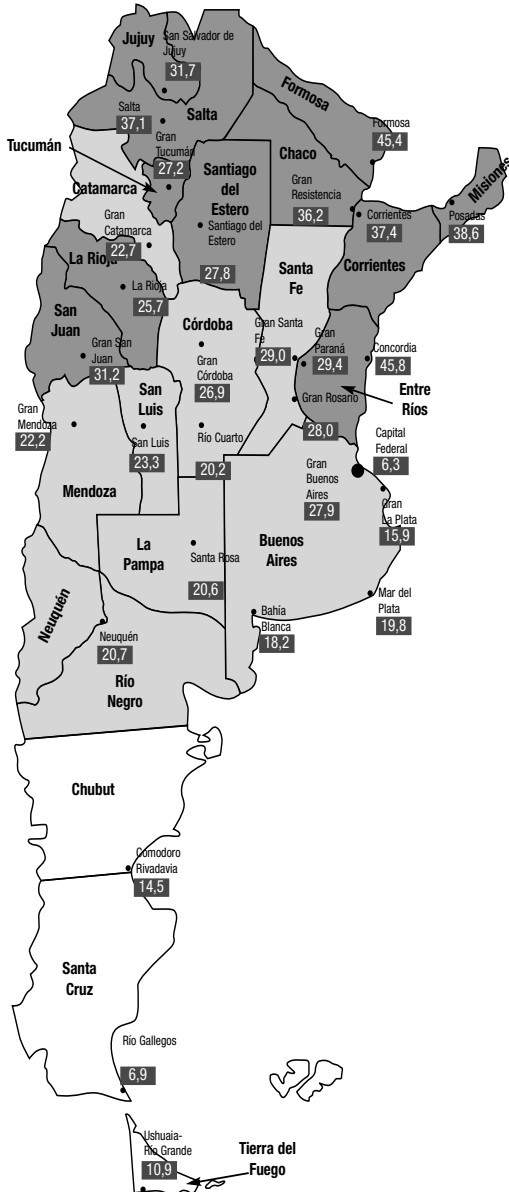 Jujuy
San Salvador de
Jujuy
31,7
Formosa
Salta
37,1
Salta
Formosa
45,4
Gran
Tucumán
27,2
Tucumán
Chaco
Gran
Resistencia
36,2
Misiones
Santiago
del
Estero
Santiago del
Estero
27,8
Catamarca
Gran
Catamarca
22,7
Corrientes
37,4
Posadas
38,6
Corrientes
La Rioja
La Rioja
25,7
Santa
Fe
San
Juan
Gran San
Juan
31,2
Córdoba
Gran
Córdoba
26,9
Gran Santa
Fe
29,0
Gran
Paraná
29,4
Concordia
45,8
Entre
Ríos
San
Luis
San Luis
23,3
Gran
Mendoza
22,2
Río Cuarto
20,2
Gran Rosario
28,0
Capital
Federal
6,3
Gran
Buenos
Aires
27,9
Mendoza
Gran
La Plata
15,9
La
Pampa
Santa Rosa
20,6
Buenos
Aires
Neuquén
Neuquén
20,7
Bahía
Blanca
18,2
Mar del
Plata
19,8
Río
Negro
Chubut
Comodoro
Rivadavia
14,5
Santa
Cruz
Río Gallegos
6,9
Ushuaia-
Río Grande
10,9
Tierra del
Fuego